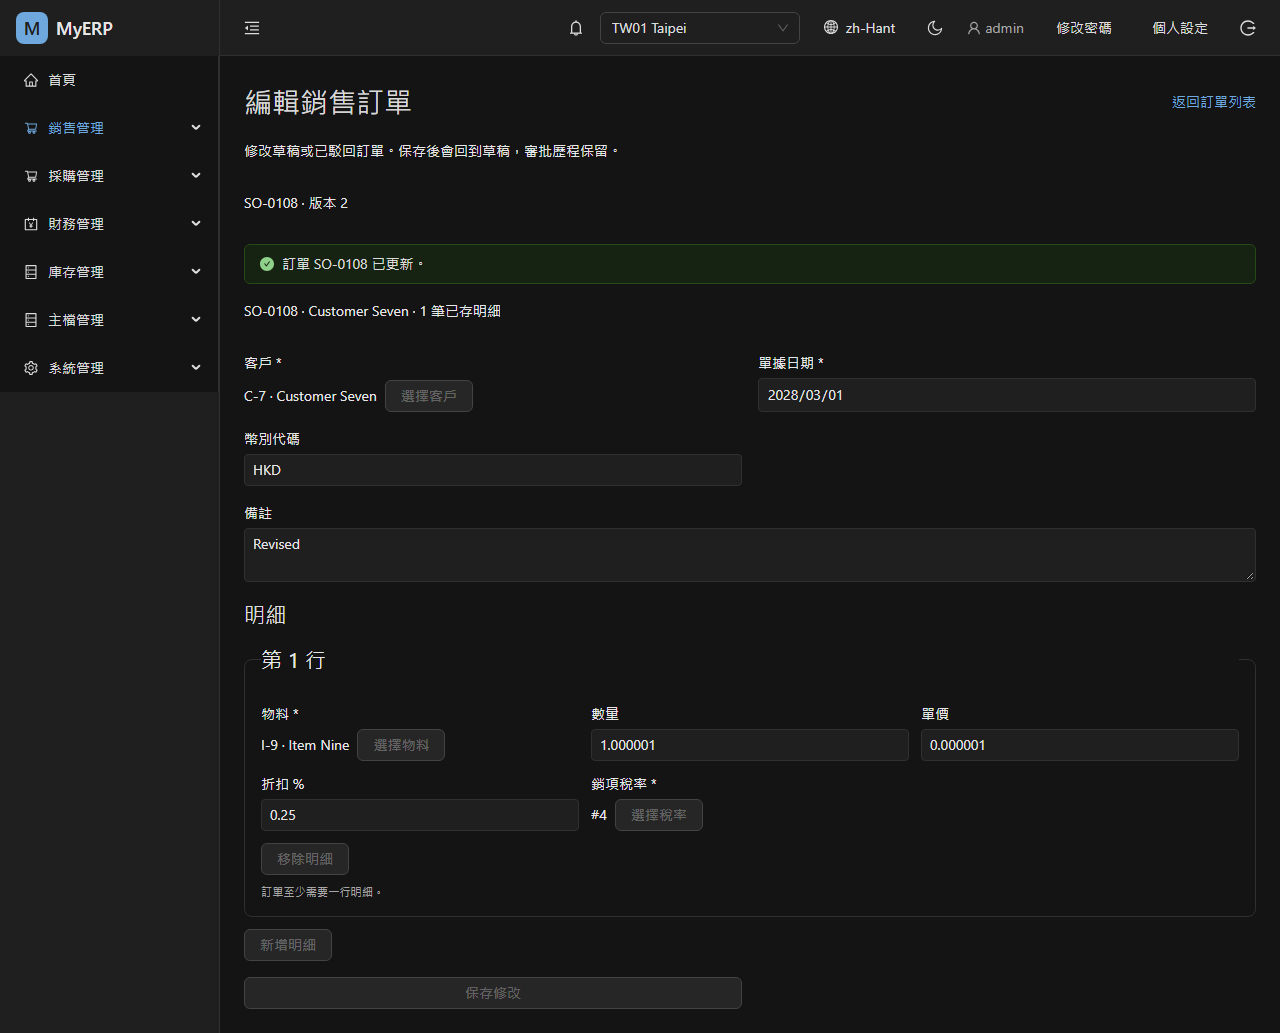 M MyERP
TW01 Taipei
zh-Hant
admin
修改密碼
個人設定
首頁
銷售管理
採購管理
財務管理
庫存管理
主檔管理
系統管理
編輯銷售訂單
返回訂單列表
修改草稿或已駁回訂單。保存後會回到草稿，審批歷程保留。
SO-0108 · 版本 2
訂單 SO-0108 已更新。
SO-0108 · Customer Seven · 1 筆已存明細
客戶 *
C-7 · Customer Seven 選擇客戶
單據日期 *
2028/03/01
幣別代碼
HKD
備註
Revised
明細
第 1 行
物料 *
I-9 · Item Nine 選擇物料
數量
1.000001
單價
0.000001
折扣 %
0.25
銷項稅率 *
#4 選擇稅率
移除明細
訂單至少需要一行明細。
新增明細
保存修改